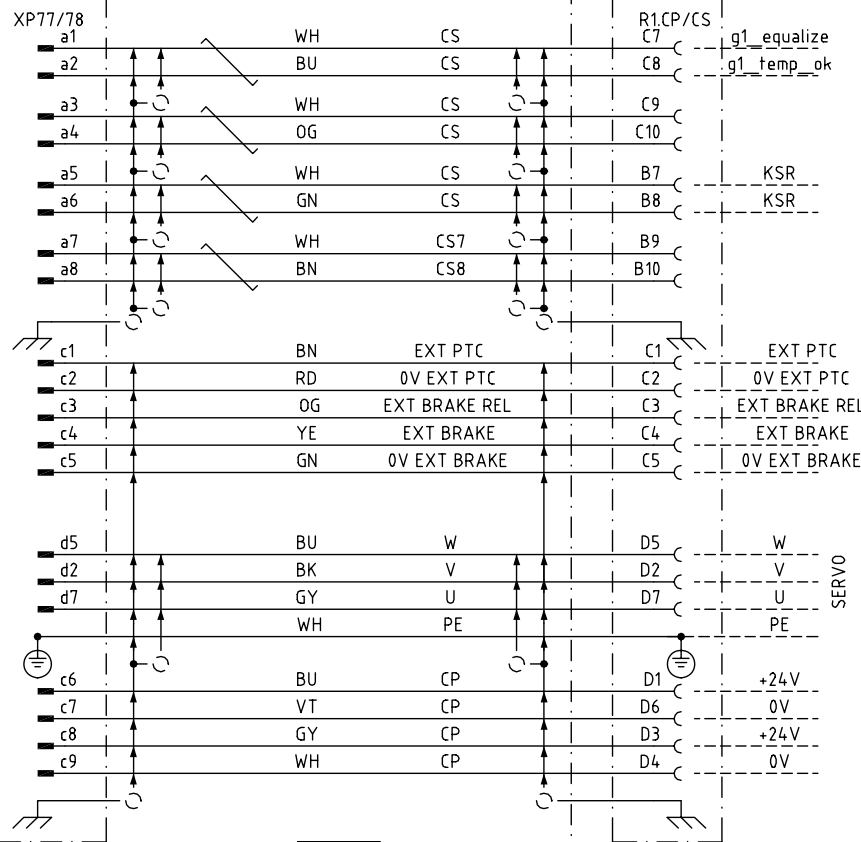 XP77/78 R1.CP/CS
a1 WH CS C7 g1_equalize
a2 BU CS C8 g1_temp_ok
a3 WH CS C9
a4 OG CS C10
a5 WH CS B7 KSR
a6 GN CS B8 KSR
a7 WH CS7 B9
a8 BN CS8 B10
c1 BN EXT PTC C1 EXT PTC
c2 RD 0V EXT PTC C2 0V EXT PTC
c3 OG EXT BRAKE REL C3 EXT BRAKE REL
c4 YE EXT BRAKE C4 EXT BRAKE
c5 GN 0V EXT BRAKE C5 0V EXT BRAKE
d5 BU W D5 W
d2 BK V D2 V
d7 GY U D7 U
WH PE PE
SERVO
c6 BU CP D1 +24V
c7 VT CP D6 0V
c8 GY CP D3 +24V
c9 WH CP D4 0V